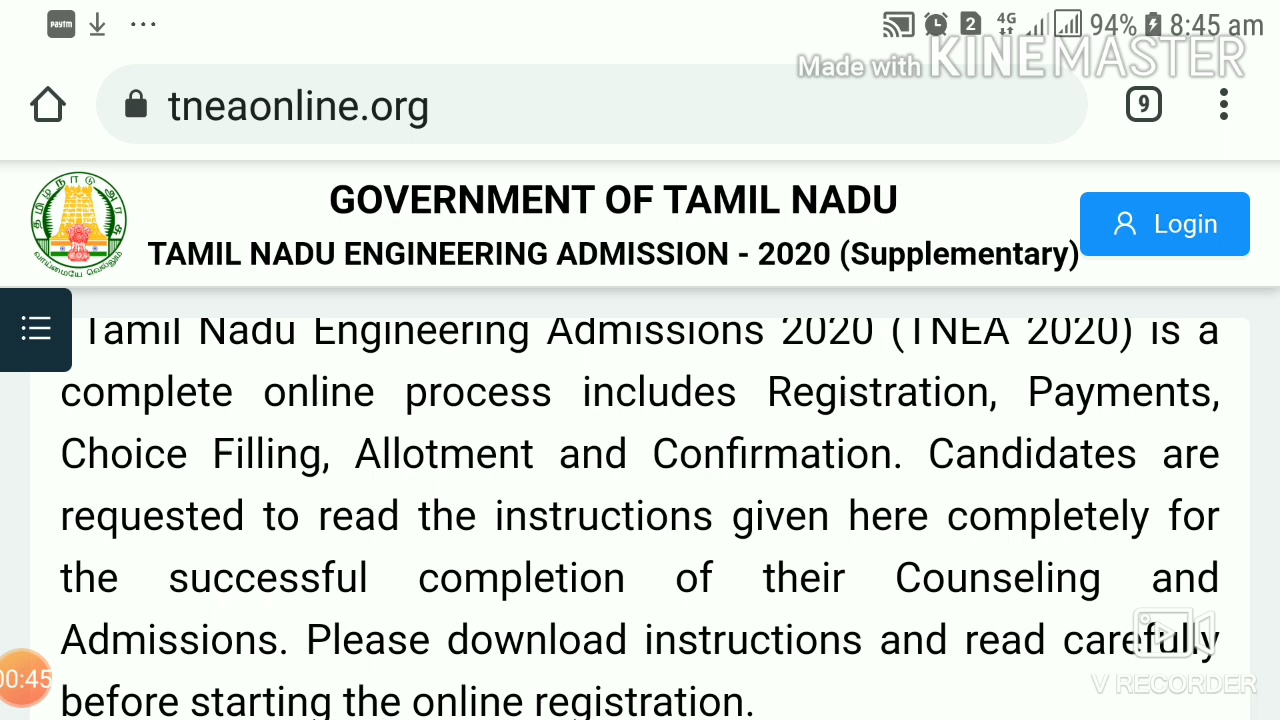 paytm
2 4G 94% 8:45 am
Made with KINEMASTER
tneaonline.org
9
GOVERNMENT OF TAMIL NADU
Login
TAMIL NADU ENGINEERING ADMISSION - 2020 (Supplementary)
Tamil Nadu Engineering Admissions 2020 (TNEA 2020) is a
complete online process includes Registration, Payments,
Choice Filling, Allotment and Confirmation. Candidates are
requested to read the instructions given here completely for
the successful completion of their Counseling and
Admissions. Please download instructions and read carefully
before starting the online registration.
00:45
V RECORDER